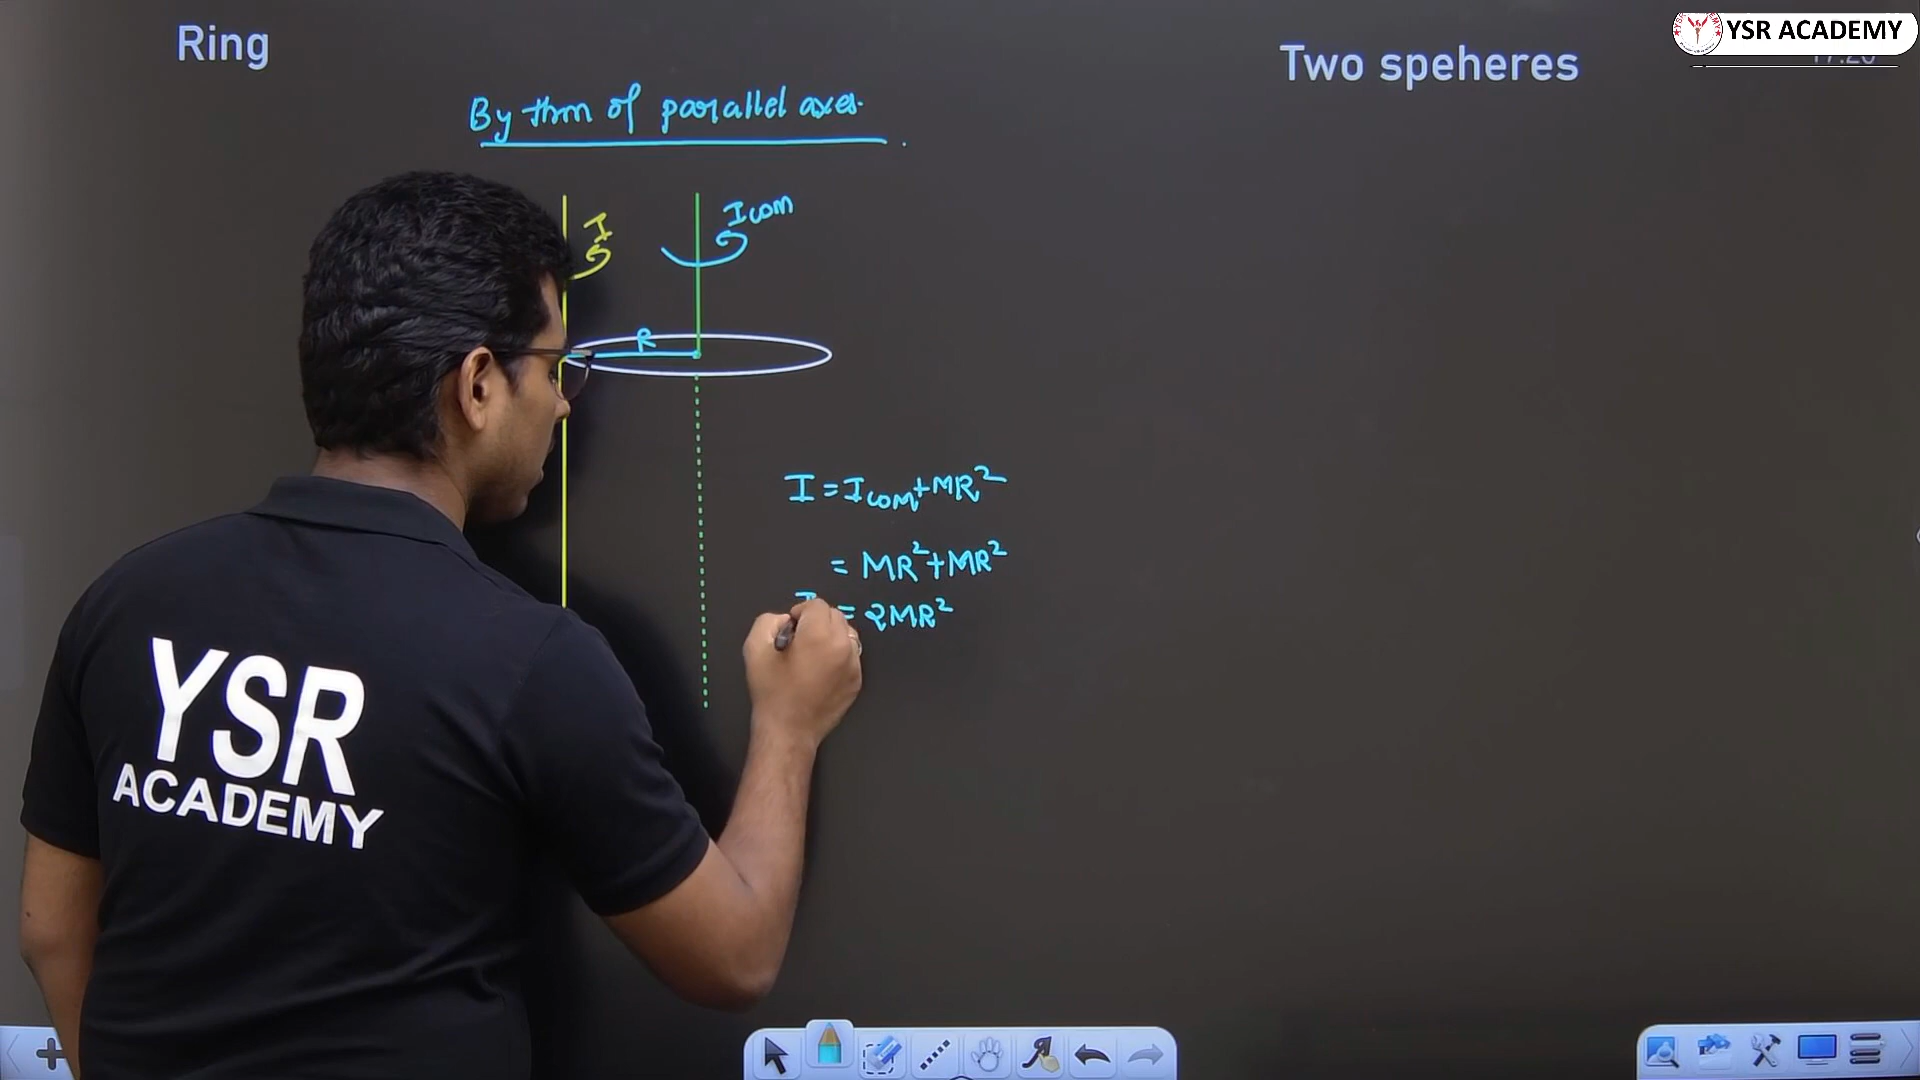 Ring
Two speheres
YSR ACADEMY
By thm of parallel axes.
I
Icom
R
I = Icom + MR²
= MR² + MR²
I = 2MR²
YSR
ACADEMY